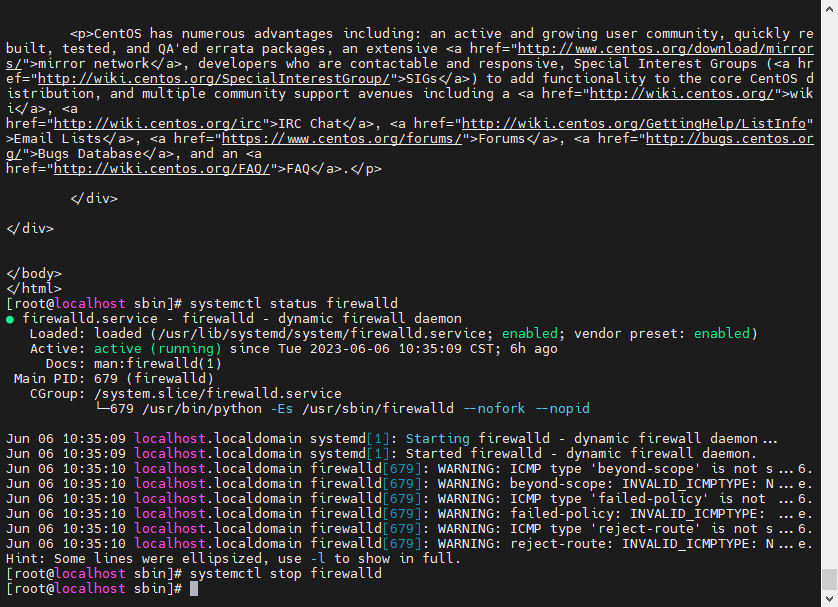 <p>CentOS has numerous advantages including: an active and growing user community, quickly re
built, tested, and QA'ed errata packages, an extensive <a href="http://www.centos.org/download/mirror
s/">mirror network</a>, developers who are contactable and responsive, Special Interest Groups (<a hr
ef="http://wiki.centos.org/SpecialInterestGroup/">SIGs</a>) to add functionality to the core CentOS d
istribution, and multiple community support avenues including a <a href="http://wiki.centos.org/">wik
i</a>, <a
href="http://wiki.centos.org/irc">IRC Chat</a>, <a href="http://wiki.centos.org/GettingHelp/ListInfo"
>Email Lists</a>, <a href="https://www.centos.org/forums/">Forums</a>, <a href="http://bugs.centos.or
g/">Bugs Database</a>, and an <a
href="http://wiki.centos.org/FAQ/">FAQ</a>.</p>
</div>
</div>
</body>
</html>
[root@localhost sbin]# systemctl status firewalld
● firewalld.service - firewalld - dynamic firewall daemon
Loaded: loaded (/usr/lib/systemd/system/firewalld.service; enabled; vendor preset: enabled)
Active: active (running) since Tue 2023-06-06 10:35:09 CST; 6h ago
Docs: man:firewalld(1)
Main PID: 679 (firewalld)
CGroup: /system.slice/firewalld.service
└─679 /usr/bin/python -Es /usr/sbin/firewalld --nofork --nopid
Jun 06 10:35:09 localhost.localdomain systemd[1]: Starting firewalld - dynamic firewall daemon...
Jun 06 10:35:09 localhost.localdomain systemd[1]: Started firewalld - dynamic firewall daemon.
Jun 06 10:35:10 localhost.localdomain firewalld[679]: WARNING: ICMP type 'beyond-scope' is not s...6.
Jun 06 10:35:10 localhost.localdomain firewalld[679]: WARNING: beyond-scope: INVALID_ICMPTYPE: N...e.
Jun 06 10:35:10 localhost.localdomain firewalld[679]: WARNING: ICMP type 'failed-policy' is not ...6.
Jun 06 10:35:10 localhost.localdomain firewalld[679]: WARNING: failed-policy: INVALID_ICMPTYPE: ...e.
Jun 06 10:35:10 localhost.localdomain firewalld[679]: WARNING: ICMP type 'reject-route' is not s...6.
Jun 06 10:35:10 localhost.localdomain firewalld[679]: WARNING: reject-route: INVALID_ICMPTYPE: N...e.
Hint: Some lines were ellipsized, use -l to show in full.
[root@localhost sbin]# systemctl stop firewalld
[root@localhost sbin]#